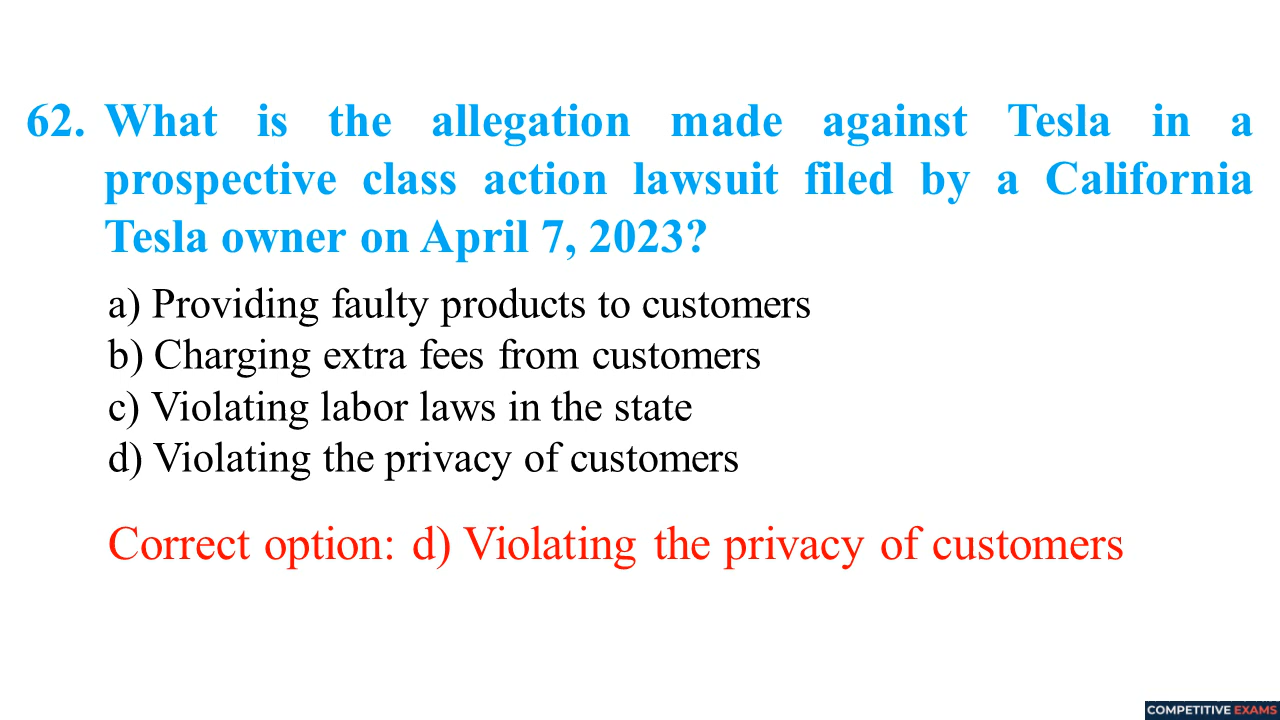 62. What is the allegation made against Tesla in a
prospective class action lawsuit filed by a California
Tesla owner on April 7, 2023?
a) Providing faulty products to customers
b) Charging extra fees from customers
c) Violating labor laws in the state
d) Violating the privacy of customers
Correct option: d) Violating the privacy of customers
COMPETITIVE EXAMS